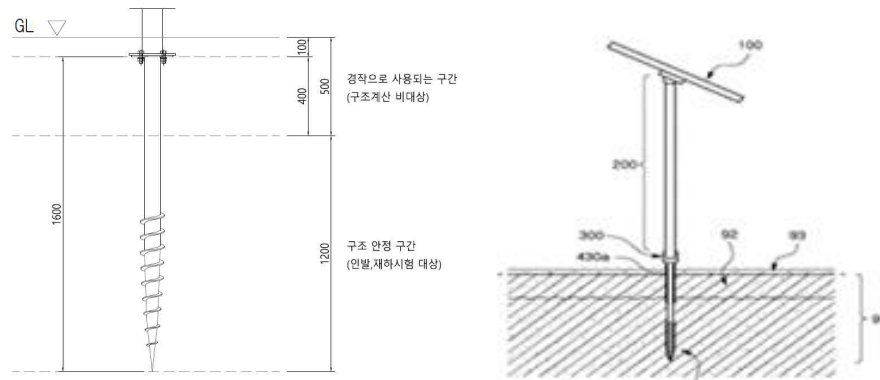 GL
100
400
500
경작으로 사용되는 구간
(구조계산 비대상)
1600
1200
구조 안정 구간
(인발,재하시험 대상)
100
200
300
430a
92
93
9